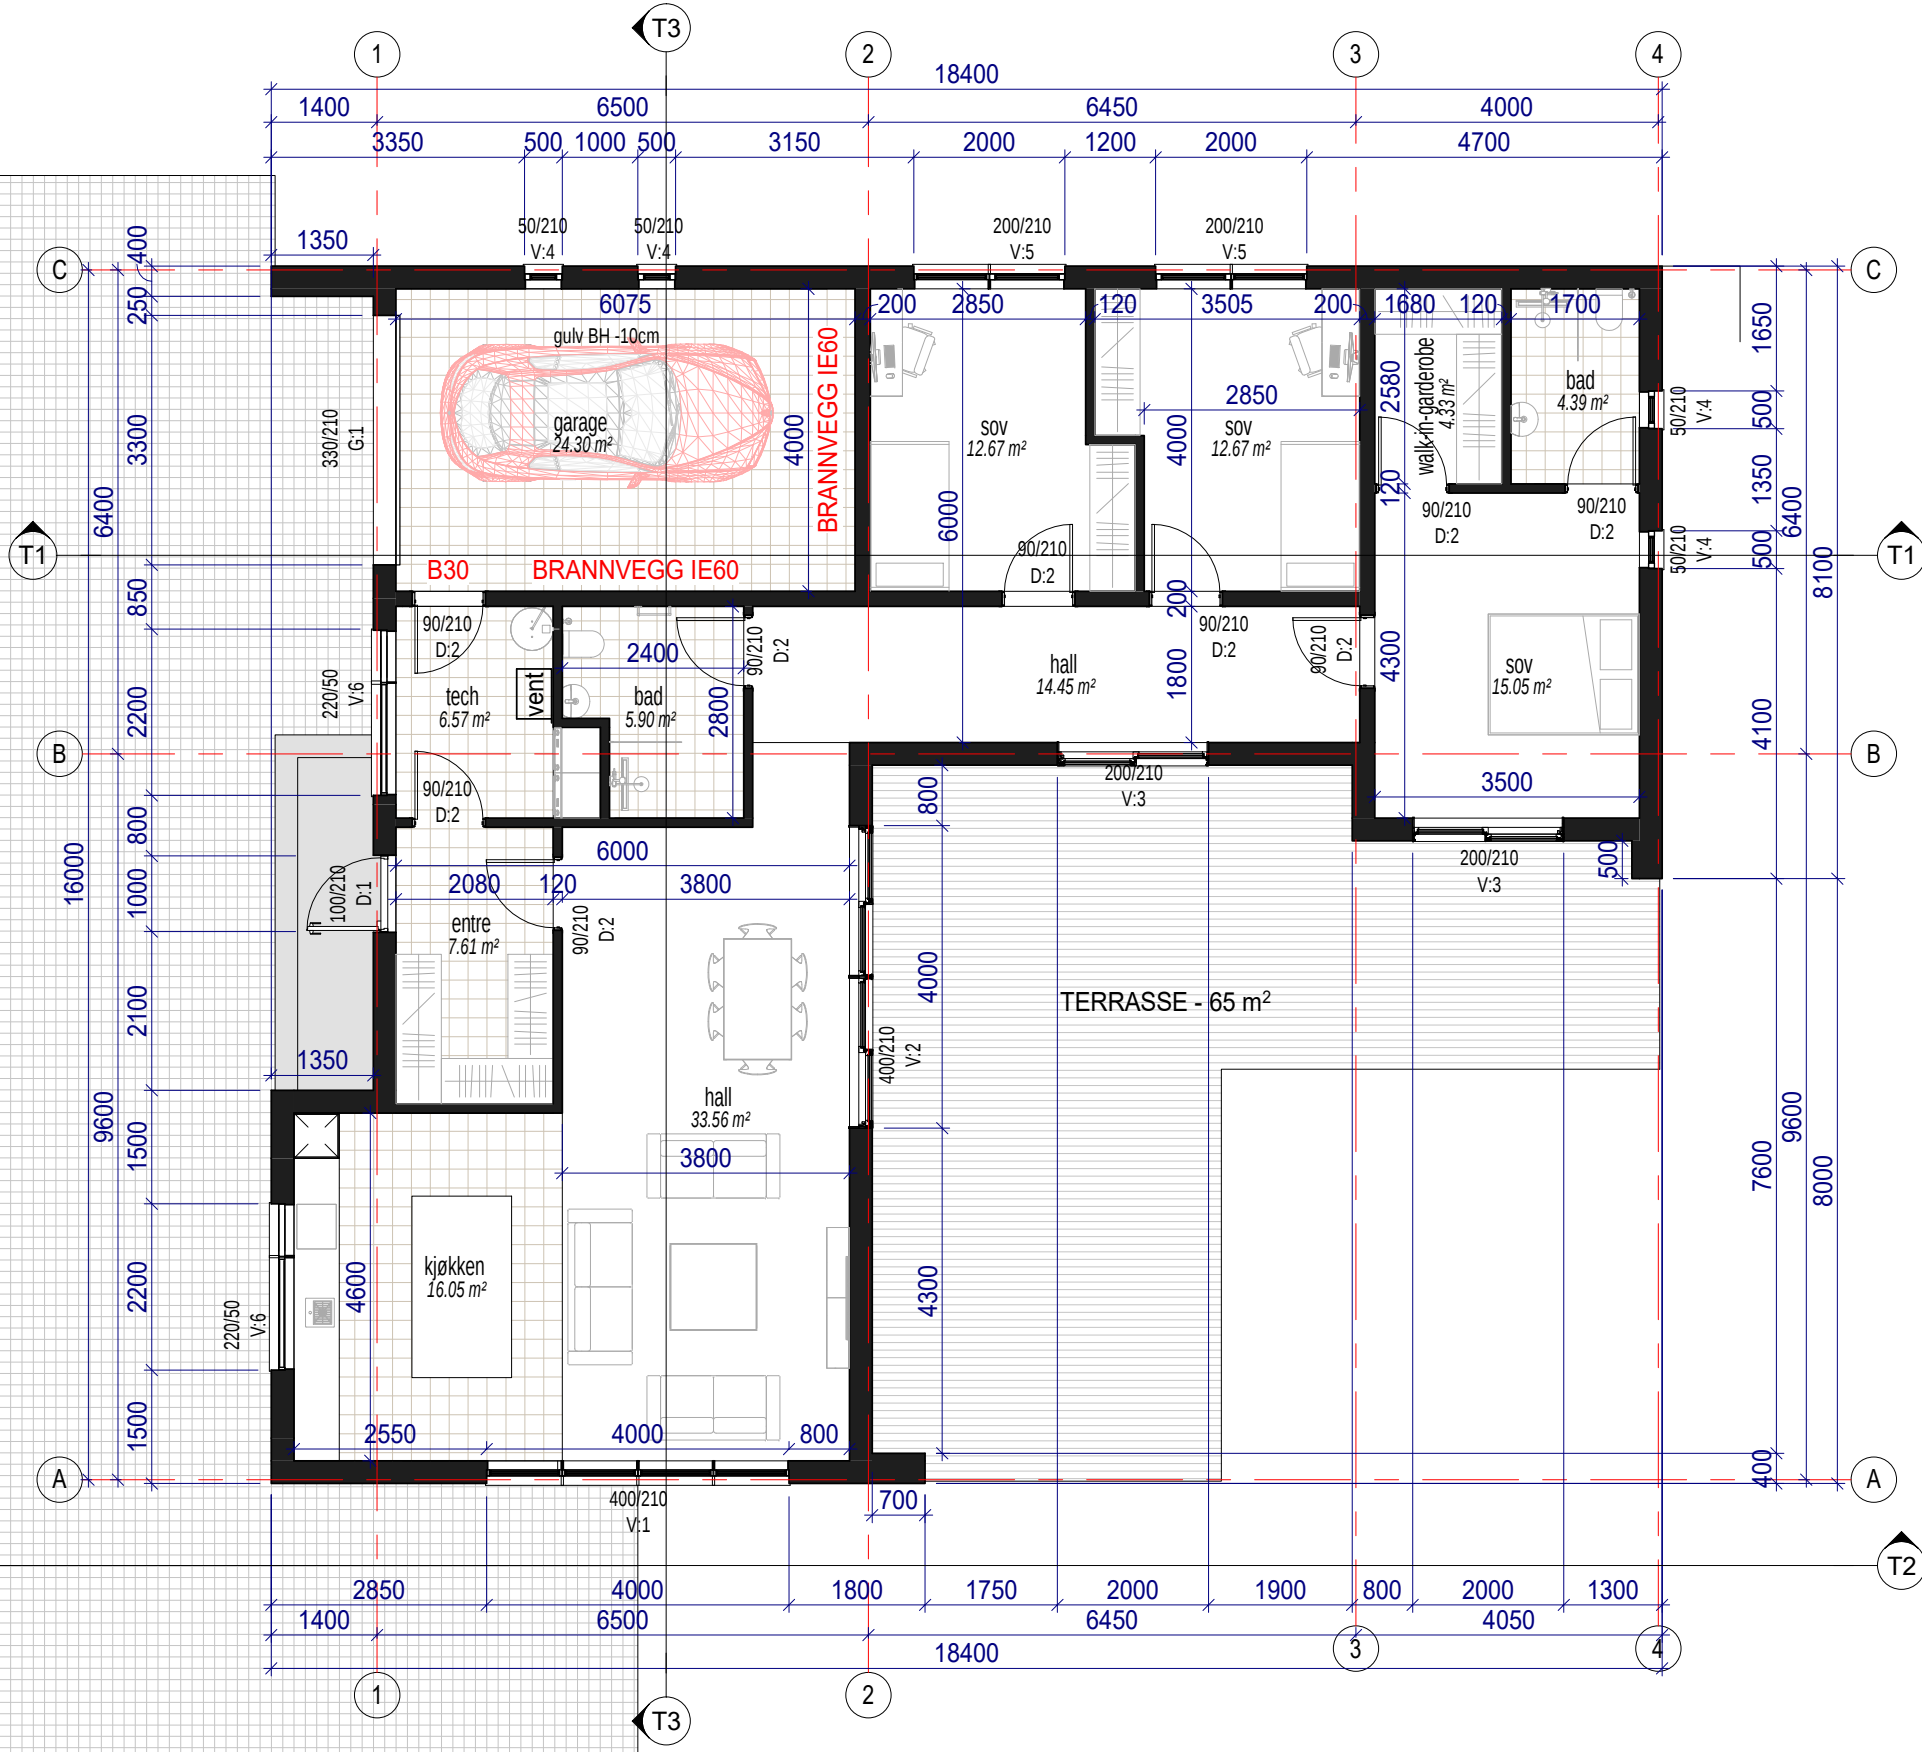 T3
1
2
3
4
18400
1400
6500
6450
4000
3350
500
1000
500
3150
2000
1200
2000
4700
50/210
V:4
50/210
V:4
200/210
V:5
200/210
V:5
C
400
1350
C
250
6075
200
2850
120
3505
200
1680
120
1700
1650
gulv BH -10cm
garage
24.30 m²
4000
BRANNVEGG IE60
sov
12.67 m²
2850
sov
12.67 m²
4000
2580
walk-in-garderobe
4.33 m²
bad
4.39 m²
50/210
V:4
500
330/210
G:1
3300
6400
6000
120
90/210
D:2
90/210
D:2
1350
6400
T1
50/210
V:4
500
T1
8100
B30
BRANNVEGG IE60
90/210
D:2
850
200
90/210
D:2
2400
90/210
D:2
90/210
D:2
90/210
D:2
hall
14.45 m²
1800
4300
sov
15.05 m²
220/50
V:6
2200
tech
6.57 m²
vent
bad
5.90 m²
2800
4100
B
B
90/210
D:2
200/210
V:3
800
3500
800
6000
200/210
V:3
500
16000
1000
100/210
D:1
2080
120
3800
entre
7.61 m²
90/210
D:2
2100
4000
TERRASSE - 65 m²
400/210
V:2
1350
hall
33.56 m²
9600
1500
3800
7600
9600
8000
kjøkken
16.05 m²
4600
4300
2200
220/50
V:6
1500
2550
4000
800
A
400
A
400/210
V:1
700
T2
2850
4000
1800
1750
2000
1900
800
2000
1300
1400
6500
6450
4050
18400
3
4
1
2
T3